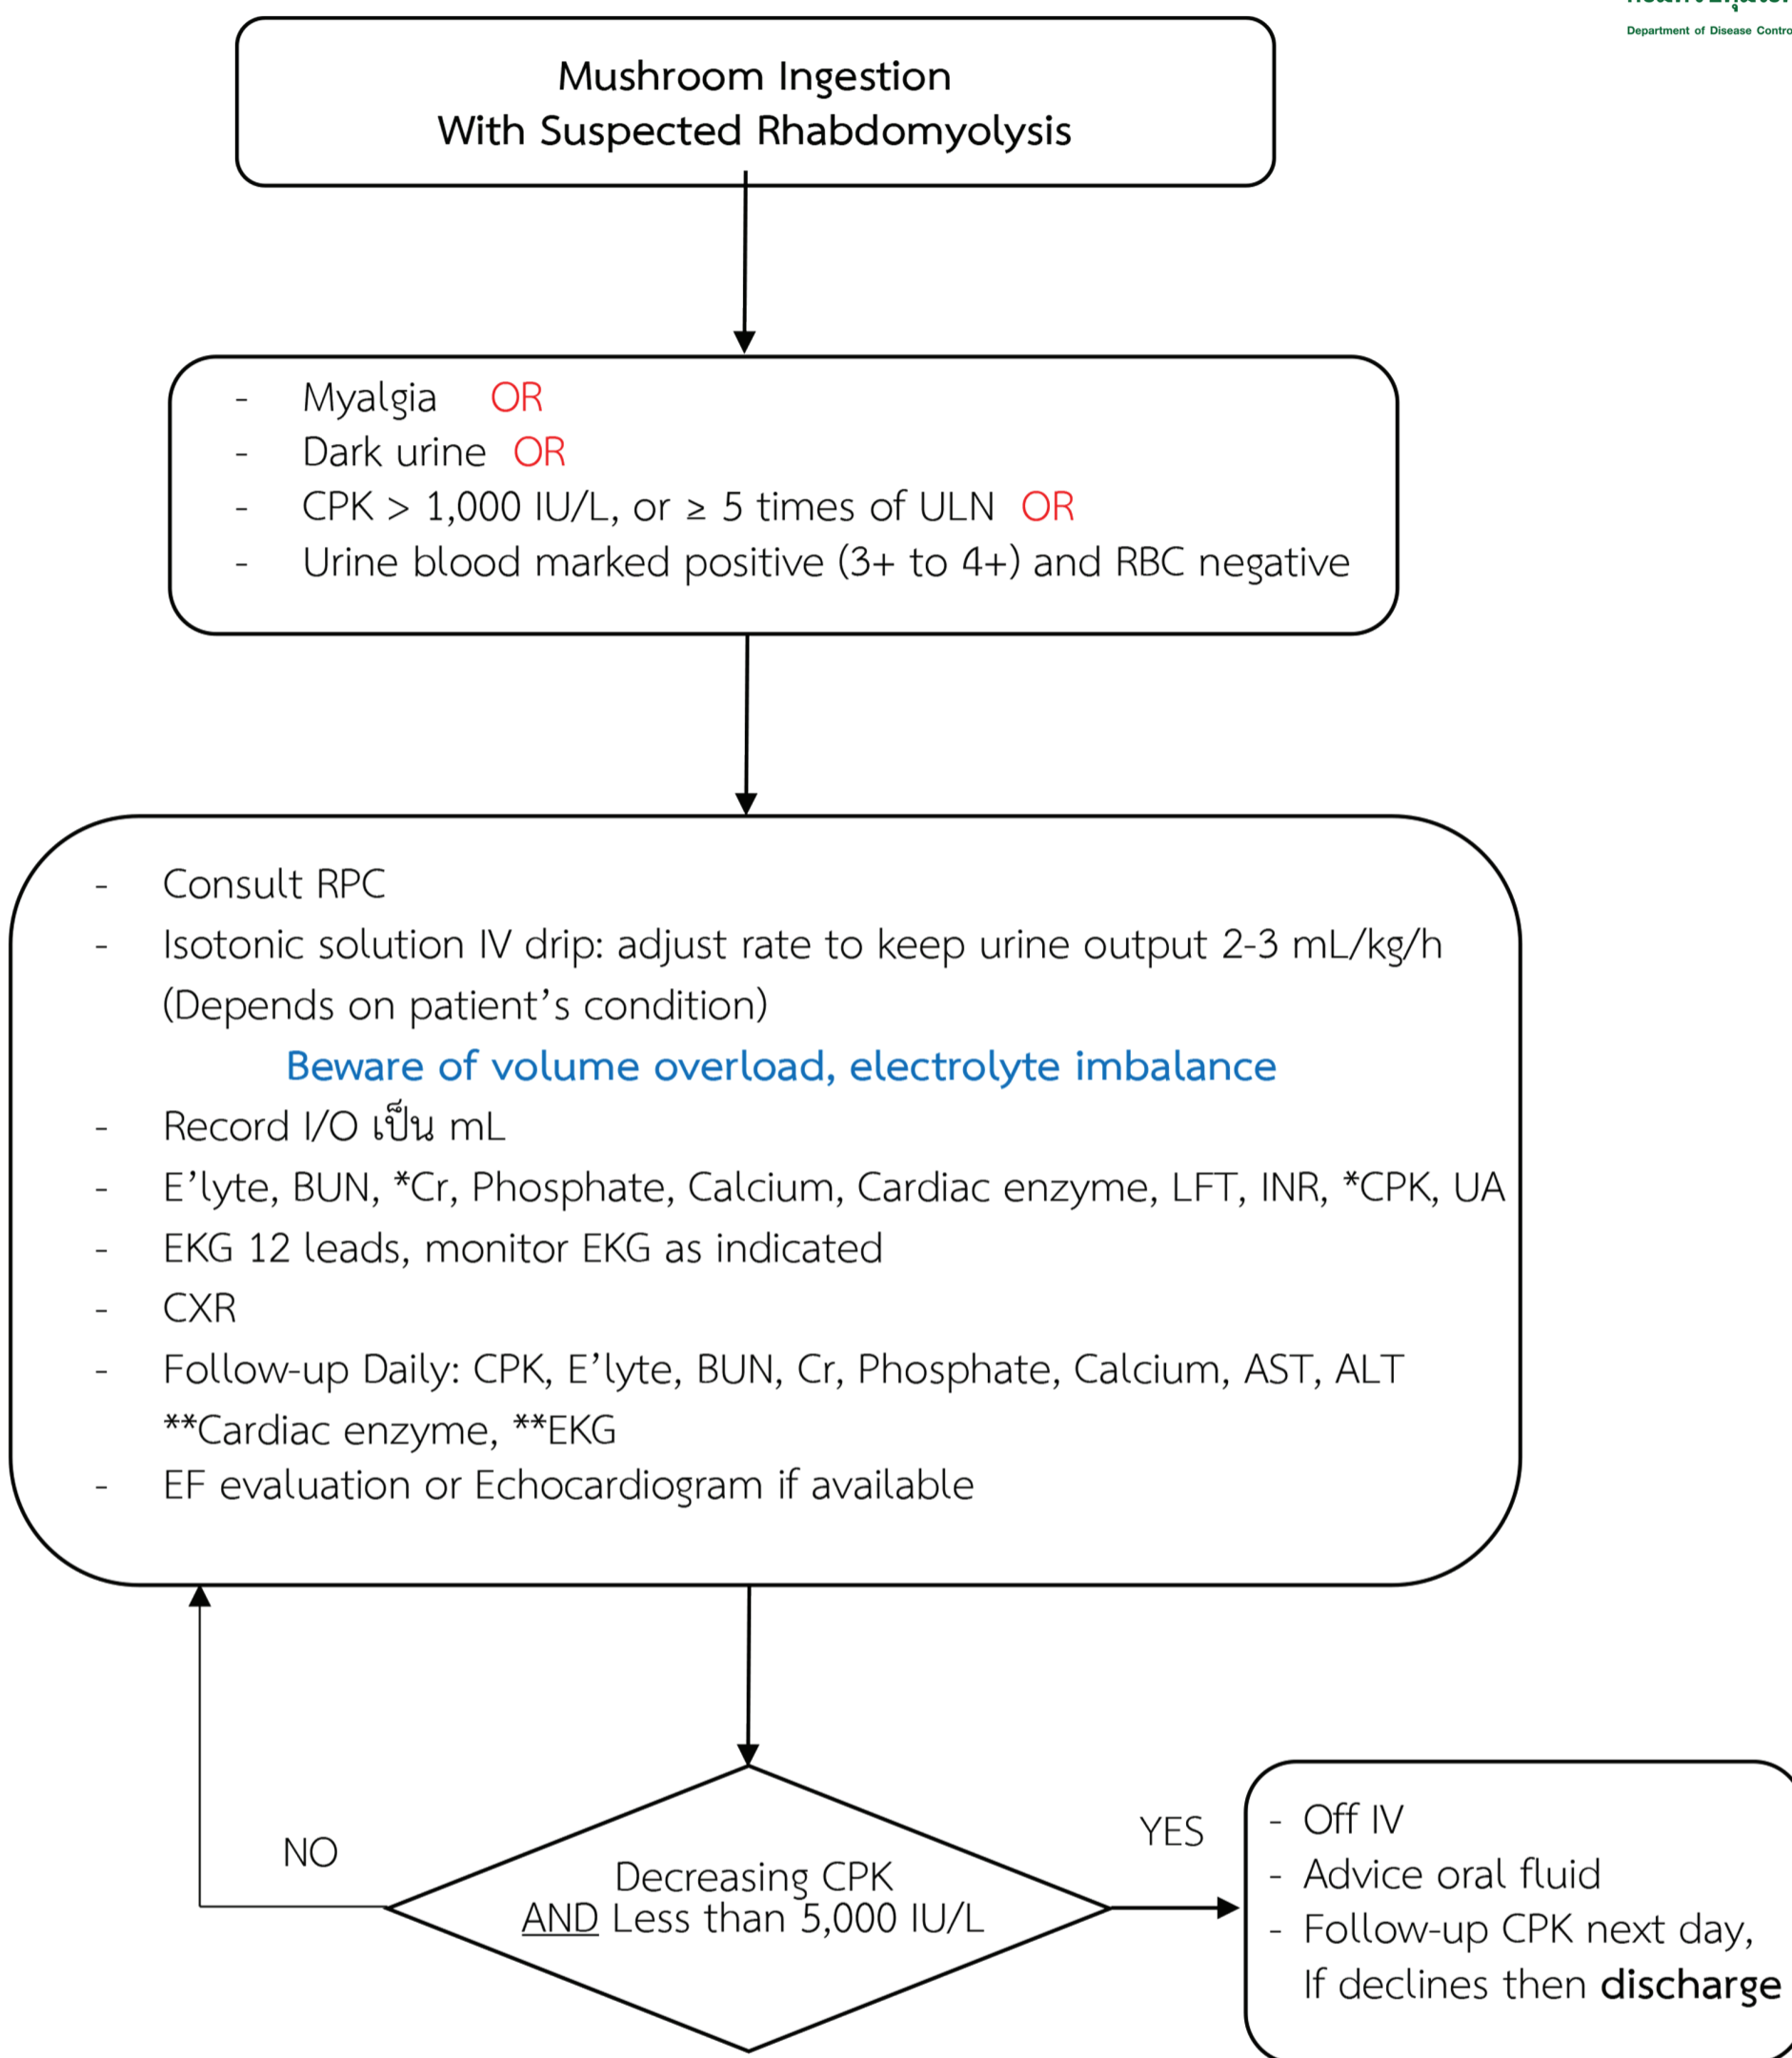 Department of Disease Contro
Mushroom Ingestion
With Suspected Rhabdomyolysis
- Myalgia OR
- Dark urine OR
- CPK > 1,000 IU/L, or ≥ 5 times of ULN OR
- Urine blood marked positive (3+ to 4+) and RBC negative
- Consult RPC
- Isotonic solution IV drip: adjust rate to keep urine output 2-3 mL/kg/h
(Depends on patient’s condition)
Beware of volume overload, electrolyte imbalance
- Record I/O เป็น mL
- E’lyte, BUN, *Cr, Phosphate, Calcium, Cardiac enzyme, LFT, INR, *CPK, UA
- EKG 12 leads, monitor EKG as indicated
- CXR
- Follow-up Daily: CPK, E’lyte, BUN, Cr, Phosphate, Calcium, AST, ALT
**Cardiac enzyme, **EKG
- EF evaluation or Echocardiogram if available
NO
Decreasing CPK
AND Less than 5,000 IU/L
YES
- Off IV
- Advice oral fluid
- Follow-up CPK next day,
If declines then discharge